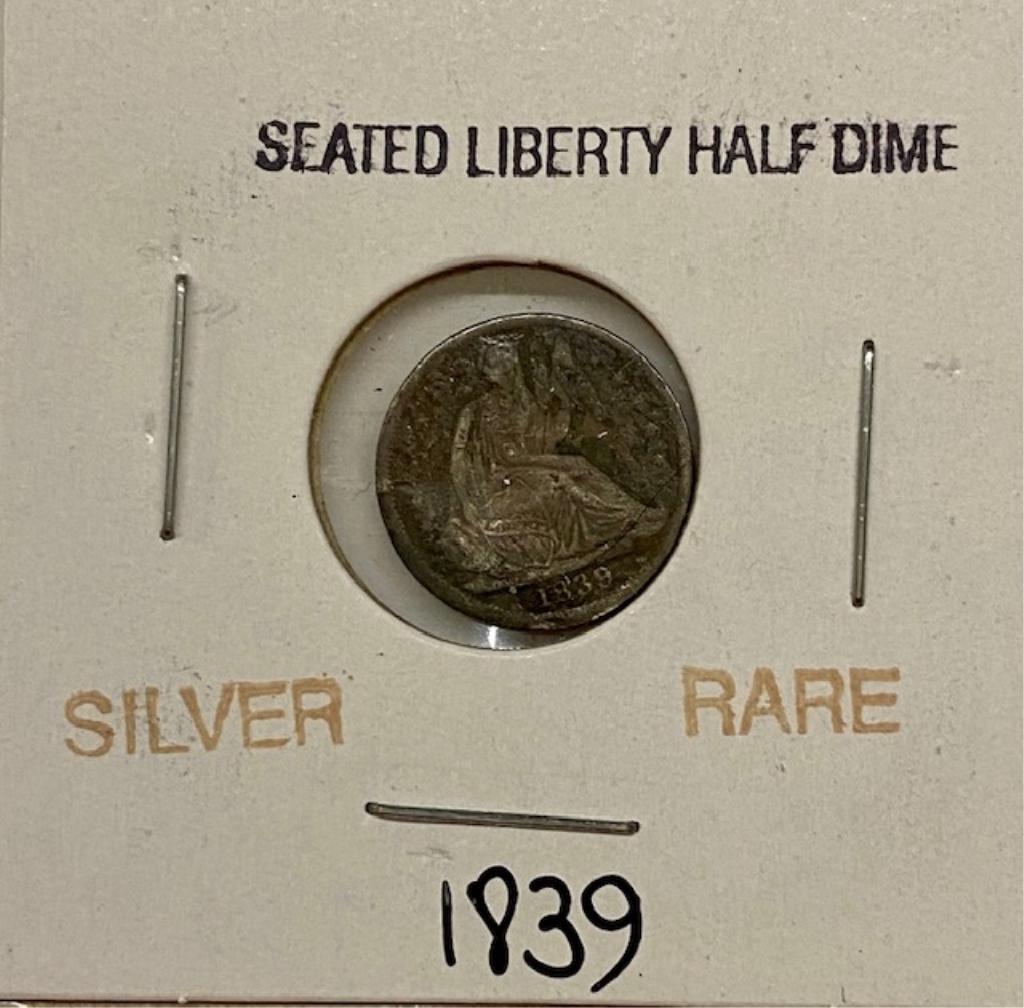 SEATED LIBERTY HALF DIME
1839
SILVER RARE
1839